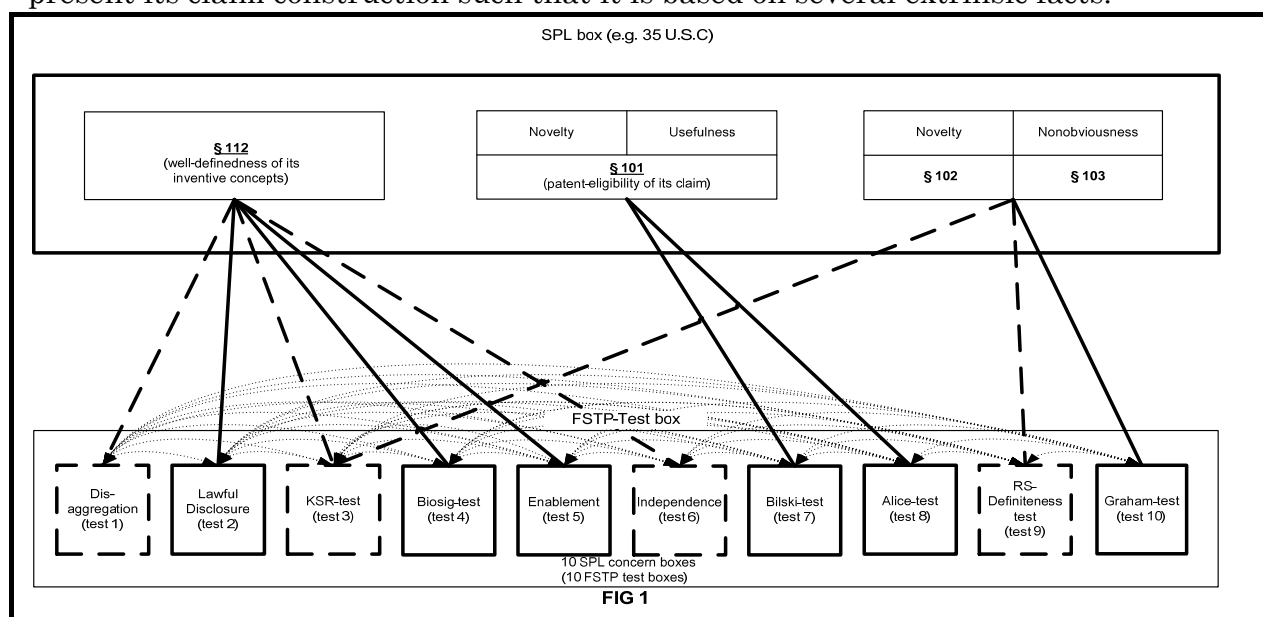 present its claim construction such that it is based on several extrinsic facts.
SPL box (e.g. 35 U.S.C)
§ 112
(well-definedness of its
inventive concepts)
Novelty
Usefulness
§ 101
(patent-eligibility of its claim)
Novelty
Nonobviousness
§ 102
§ 103
FSTP-Test box
Dis-
aggregation
(test 1)
Lawful
Disclosure
(test 2)
KSR-test
(test 3)
Biosig-test
(test 4)
Enablement
(test 5)
Independence
(test 6)
Bilski-test
(test 7)
Alice-test
(test 8)
RS-
Definiteness
test
(test 9)
Graham-test
(test 10)
10 SPL concern boxes
(10 FSTP test boxes)
FIG 1